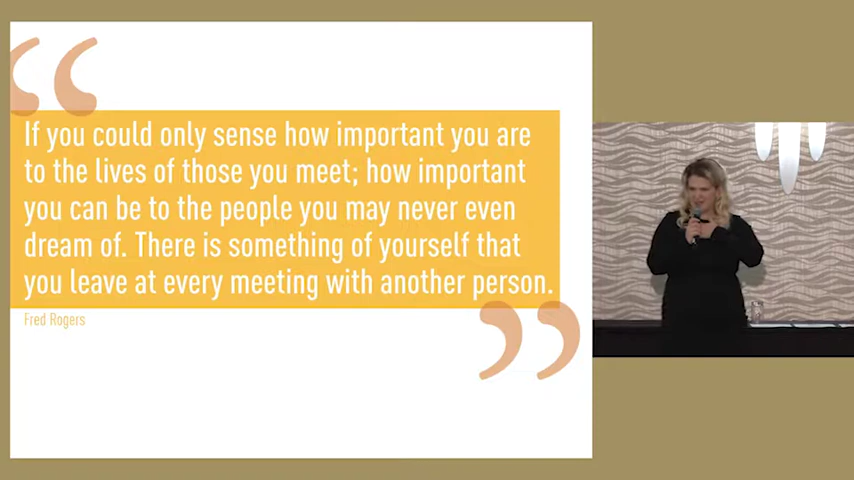 If you could only sense how important you are
to the lives of those you meet; how important
you can be to the people you may never even
dream of. There is something of yourself that
you leave at every meeting with another person.
Fred Rogers